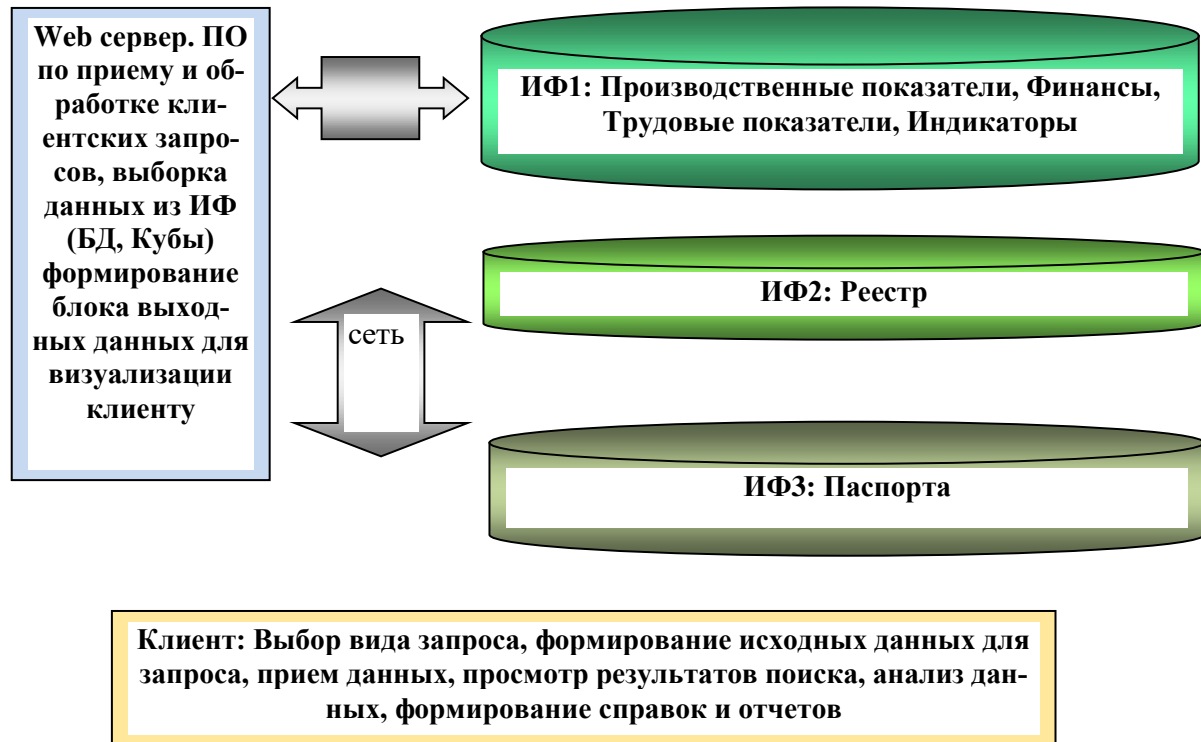 Web сервер. ПО
по приему и об-
работке кли-
ентских запро-
сов, выборка
данных из ИФ
(БД, Кубы)
формирование
блока выход-
ных данных для
визуализации
клиенту
ИФ1: Производственные показатели, Финансы,
Трудовые показатели, Индикаторы
ИФ2: Реестр
сеть
ИФ3: Паспорта
Клиент: Выбор вида запроса, формирование исходных данных для
запроса, прием данных, просмотр результатов поиска, анализ дан-
ных, формирование справок и отчетов